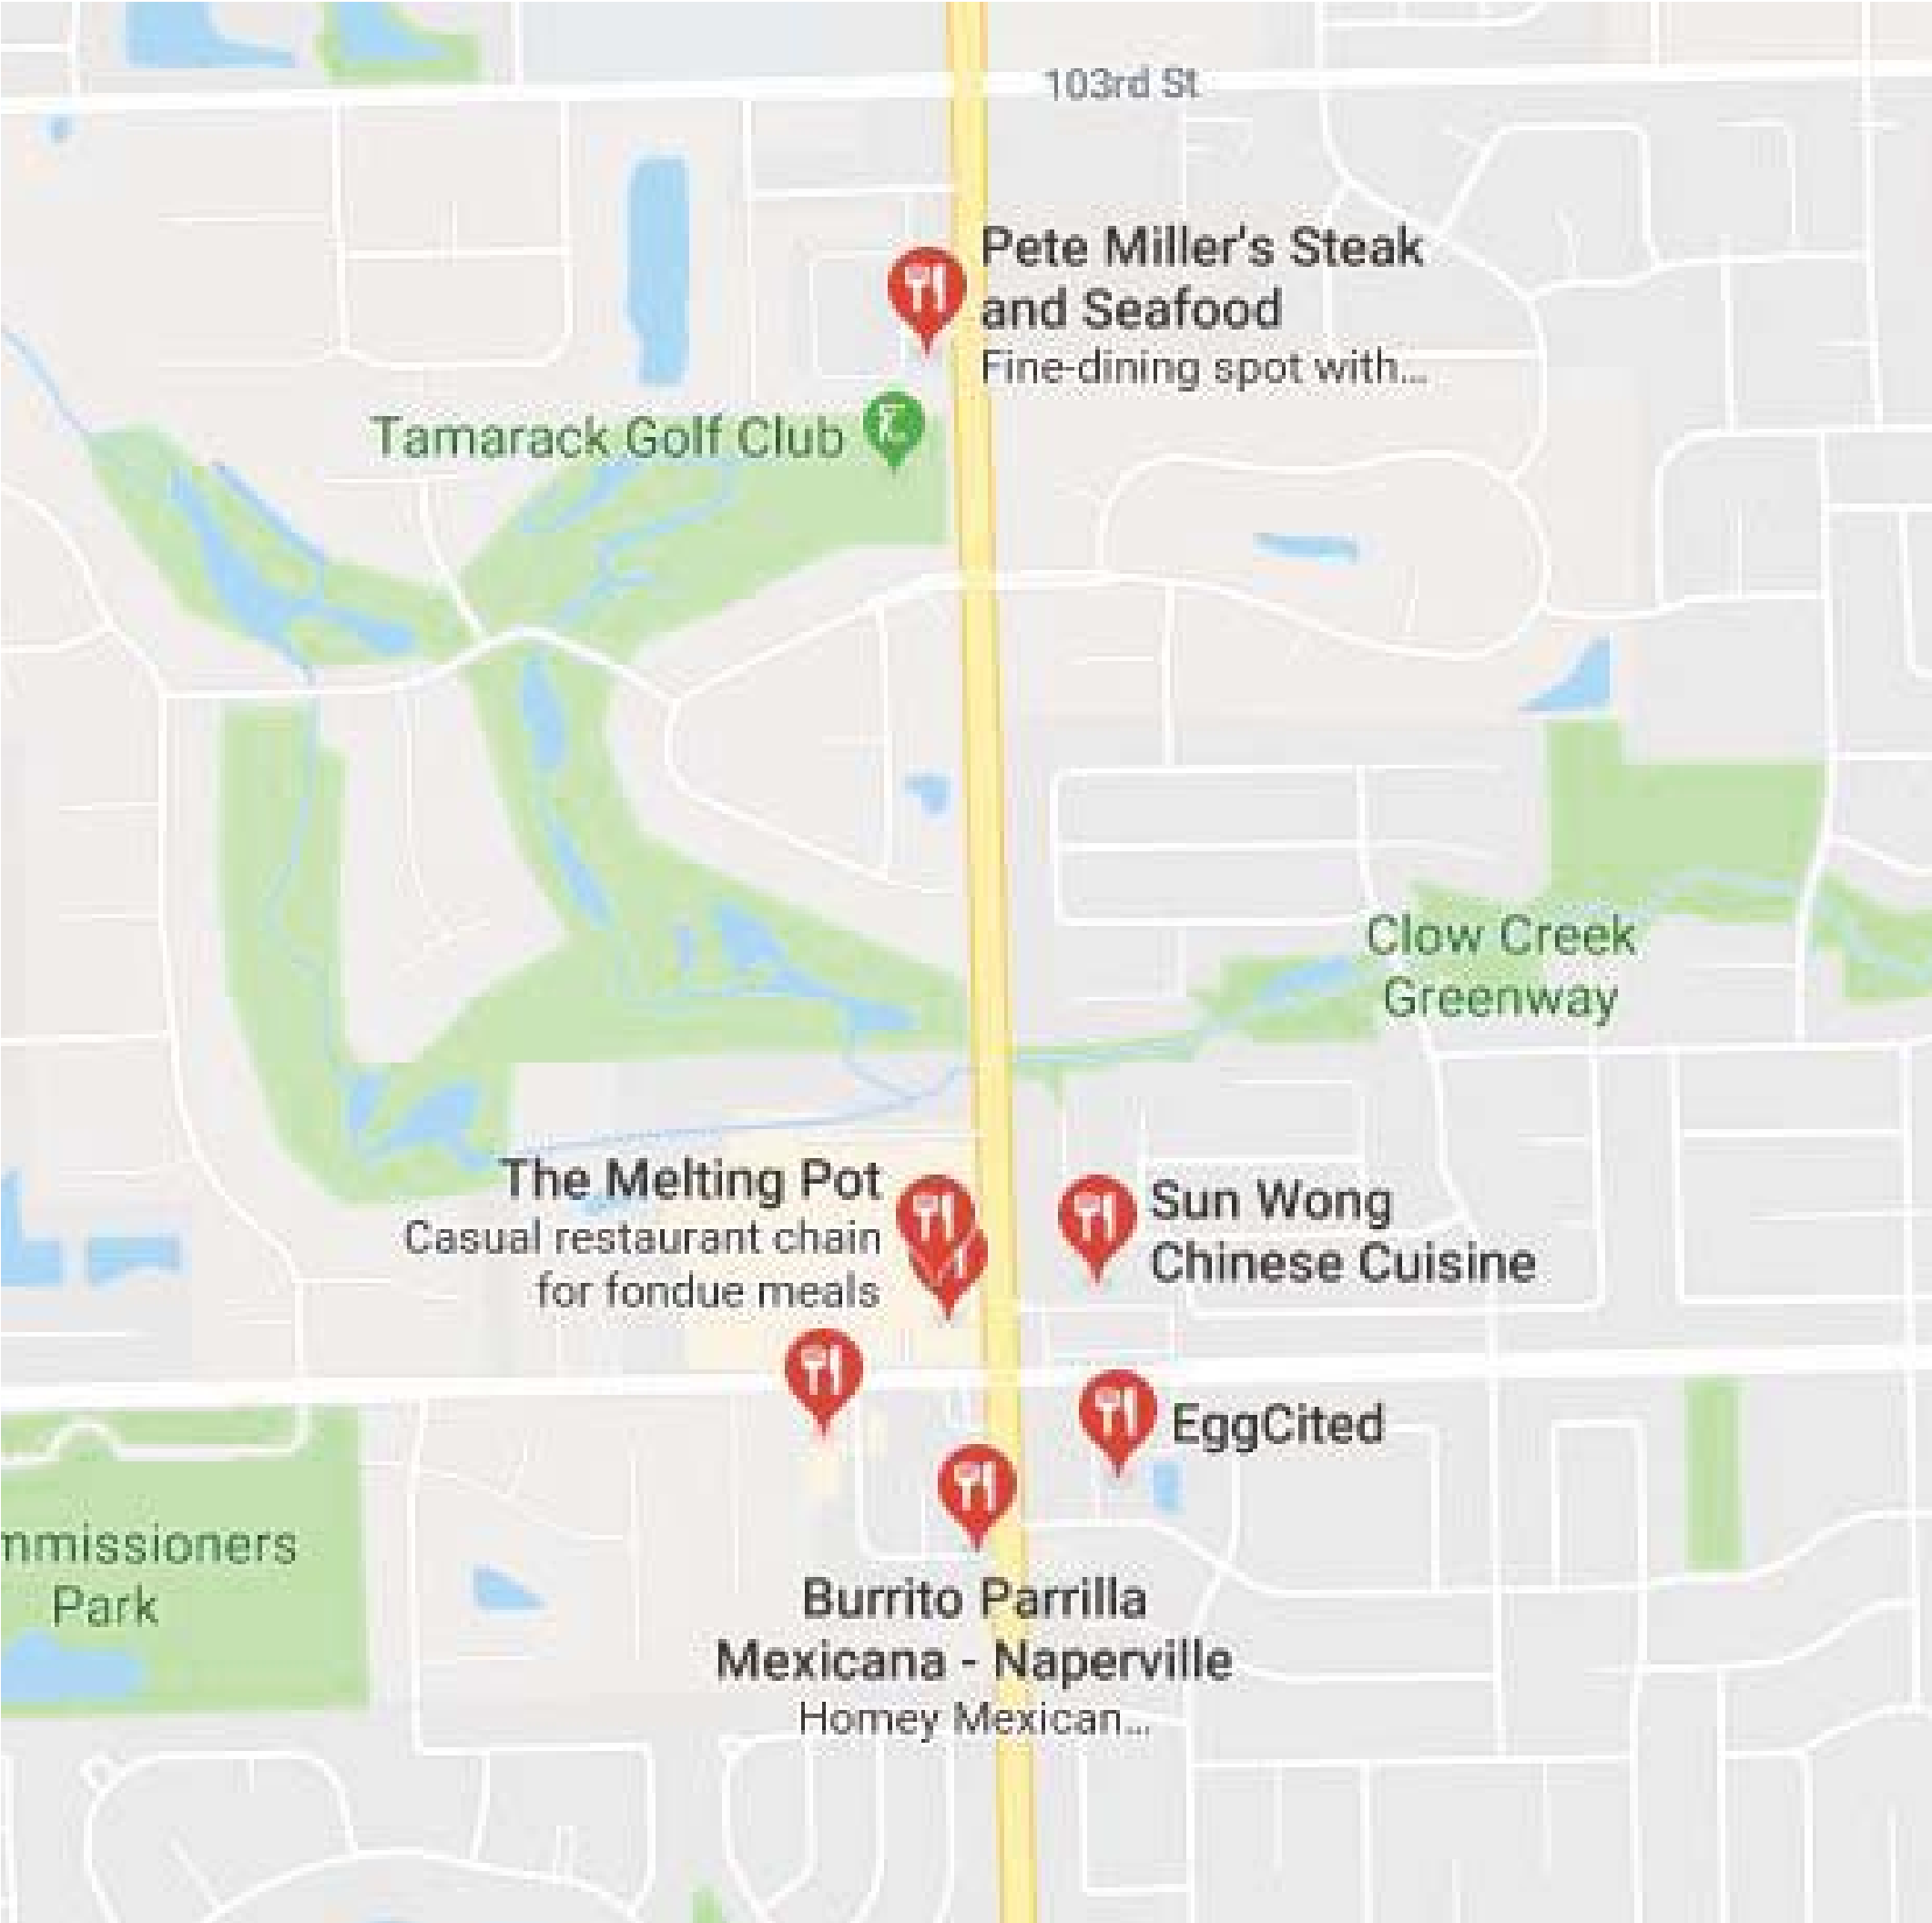 103rd St
Pete Miller's Steak
and Seafood
Fine-dining spot with...
Tamarack Golf Club
Clow Creek
Greenway
The Melting Pot
Casual restaurant chain
for fondue meals
Sun Wong
Chinese Cuisine
EggCited
mmissioners
Park
Burrito Parrilla
Mexicana - Naperville
Homey Mexican...